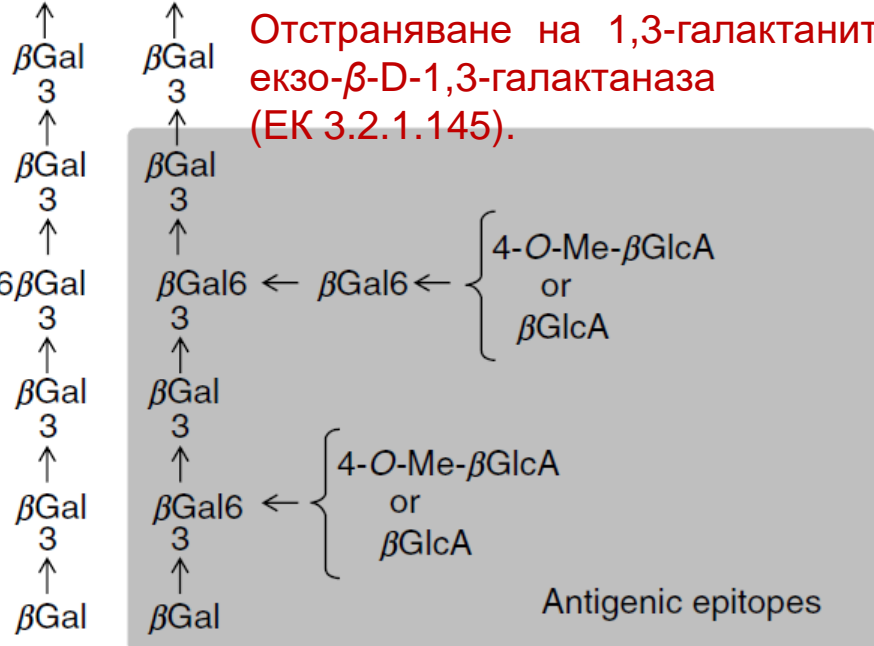 Отстраняване на 1,3-галактанит
екзо-β-D-1,3-галактаназа
(ЕК 3.2.1.145).
↑ ↑
βGal βGal
3 3
↑ ↑
βGal βGal
3 3
↑ ↑
6βGal βGal6 ← βGal6 ← { 4-O-Me-βGlcA
or
βGlcA
3 3
↑ ↑
βGal βGal
3 3
↑ ↑
βGal βGal6 ← { 4-O-Me-βGlcA
or
βGlcA
3 3
↑ ↑
βGal βGal
Antigenic epitopes